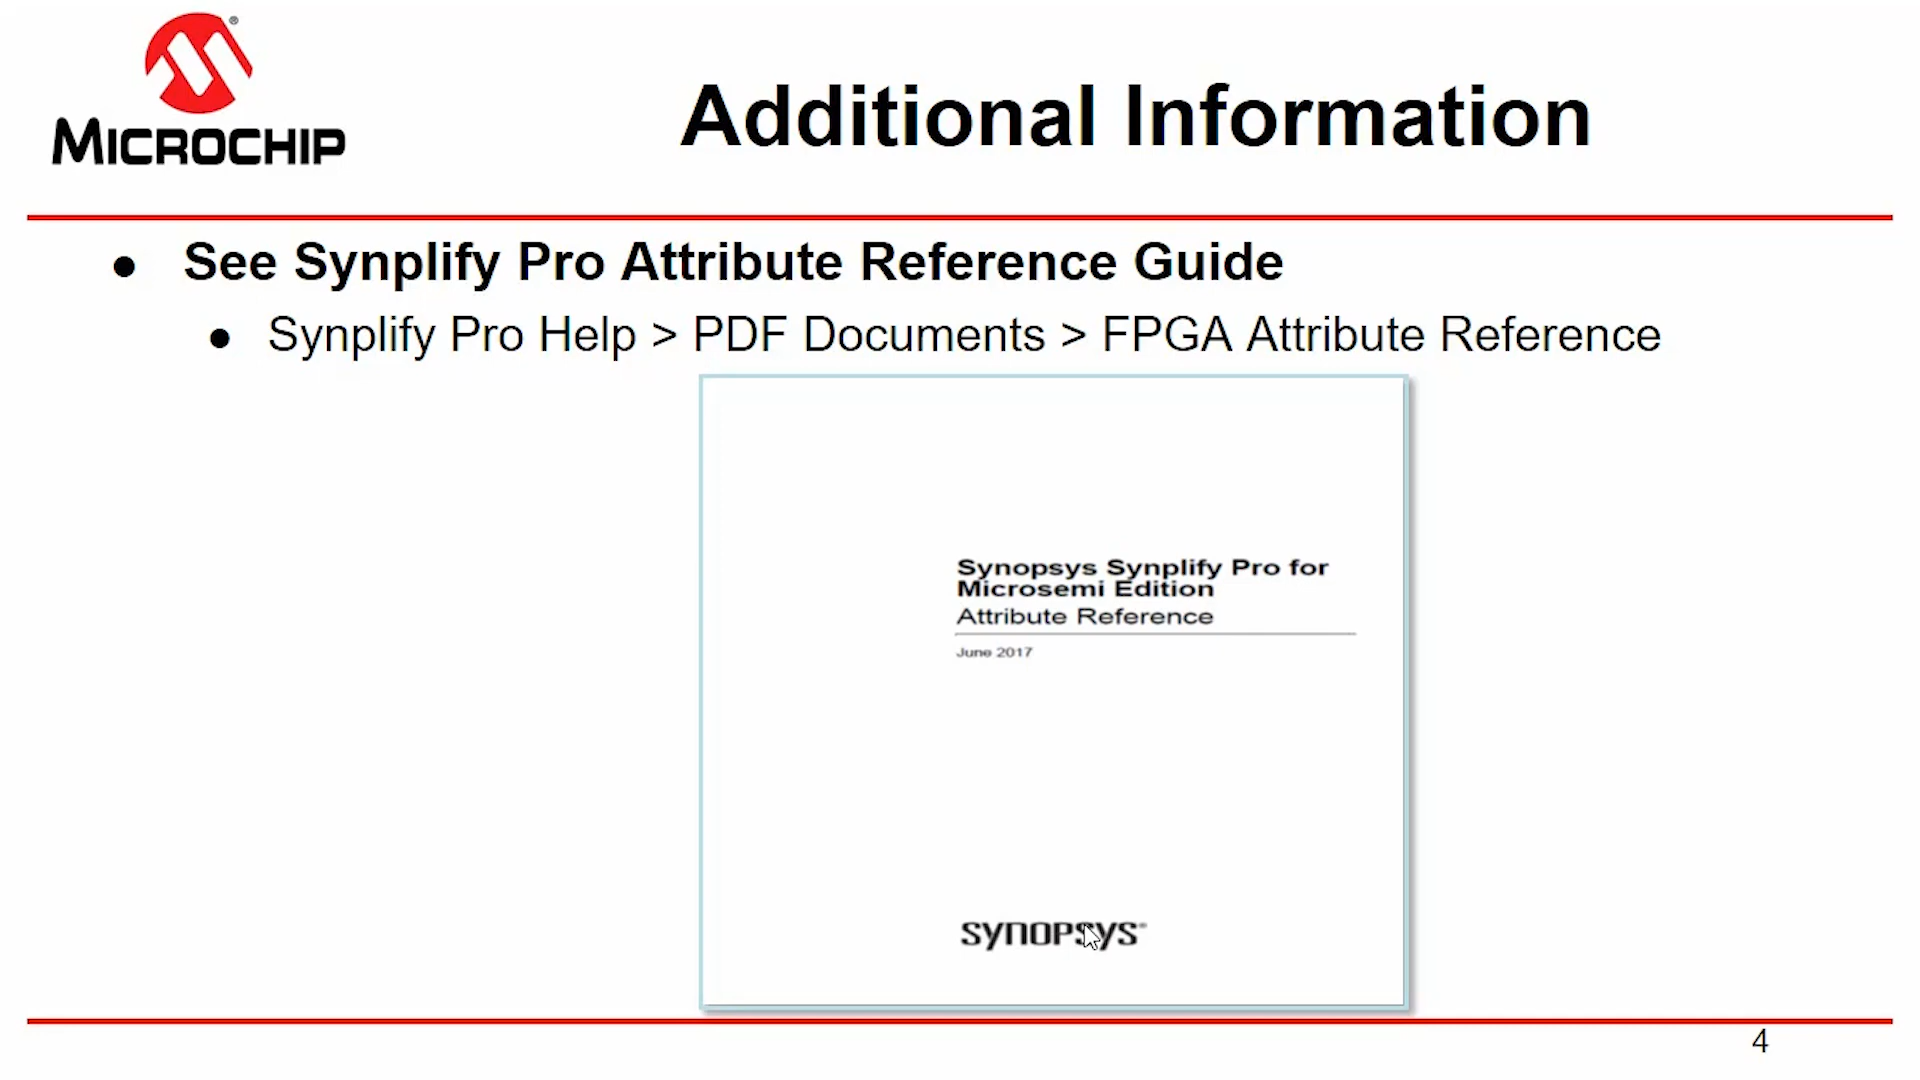 MICROCHIP
Additional Information
● See Synplify Pro Attribute Reference Guide
● Synplify Pro Help > PDF Documents > FPGA Attribute Reference
Synopsys Synplify Pro for
Microsemi Edition
Attribute Reference
June 2017
SYNOPSYS®
4